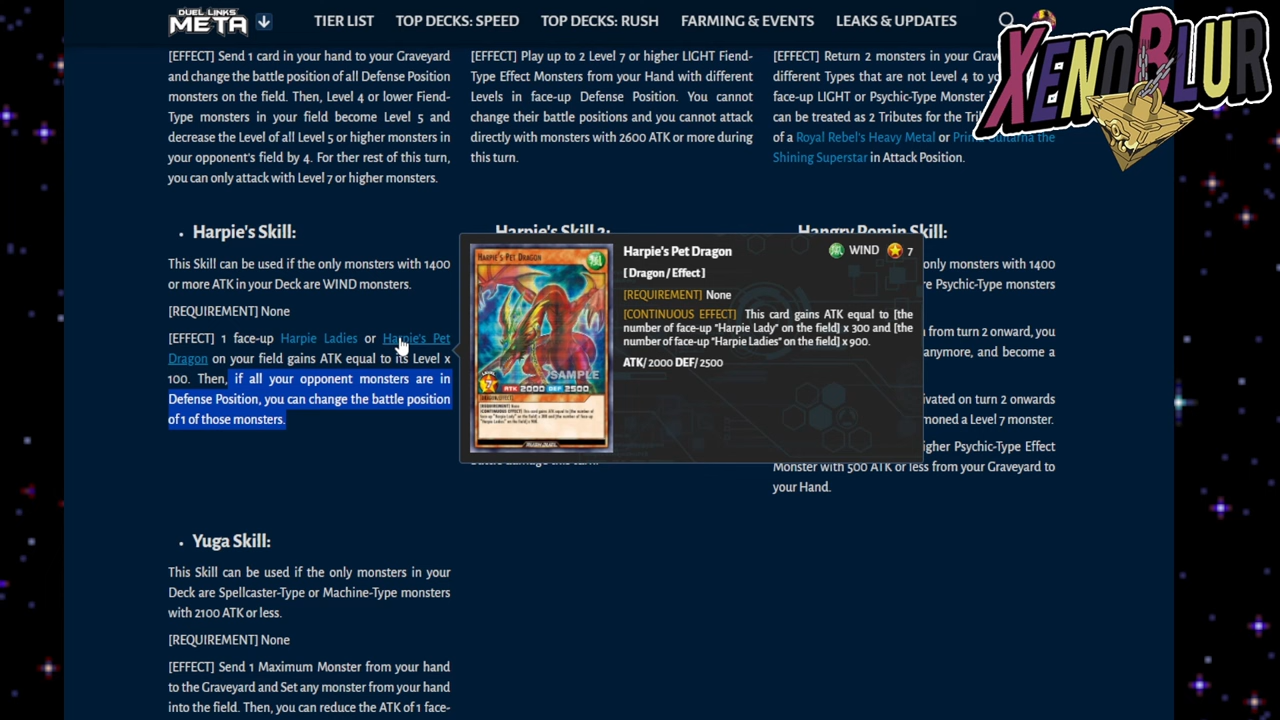 DUEL LINKS
META
TIER LIST
TOP DECKS: SPEED
TOP DECKS: RUSH
FARMING & EVENTS
LEAKS & UPDATES
XENOBLUR
[EFFECT] Send 1 card in your hand to Graveyard
and change the battle position of all Defense Position
monsters on the field. Then, Level 4 or lower Fiend-
Type monsters in your field become Level 5 and
decrease the Level of all Level 5 or higher monsters in
your opponent's field by 4. For ther rest of this turn,
you can only attack with Level 7 or higher monsters.
[EFFECT] Play up to 2 Level 7 or higher LIGHT Fiend-
Type Effect Monsters from your Hand with different
Levels in face-up Defense Position. You cannot
change their battle positions and you cannot attack
directly with monsters with 2600 ATK or more during
this turn.
[EFFECT] Return 2 monsters in your Grav
different Types that are not Level 4 to yo
face-up LIGHT or Psychic-Type Monster i
can be treated as 2 Tributes for the Tri
of a Royal Rebel's Heavy Metal or Prim Guitarna the
Shining Superstar in Attack Position.
• Harpie's Skill:
This Skill can be used if the only monsters with 1400
or more ATK in your Deck are WIND monsters.
[REQUIREMENT] None
[EFFECT] 1 face-up Harpie Ladies or Harpie's Pet
Dragon on your field gains ATK equal to its Level x
100. Then, if all your opponent monsters are in
Defense Position, you can change the battle position
of 1 of those monsters.
Harpie's Skill 2:
HARPIE'S PET DRAGON
LEVEL
7
SAMPLE
ATK 2000 DEF 2500
Harpie's Pet Dragon
WIND
7
[ Dragon / Effect ]
[REQUIREMENT] None
[CONTINUOUS EFFECT] This card gains ATK equal to [the
number of face-up "Harpie Lady" on the field] x 300 and [the
number of face-up "Harpie Ladies" on the field] x 900.
ATK/ 2000 DEF/ 2500
battle damage this turn.
Hangry Romin Skill:
only monsters with 1400
re Psychic-Type monsters
from turn 2 onward, you
anymore, and become a
ivated on turn 2 onwards
moned a Level 7 monster.
igher Psychic-Type Effect
Monster with 500 ATK or less from your Graveyard to
your Hand.
• Yuga Skill:
This Skill can be used if the only monsters in your
Deck are Spellcaster-Type or Machine-Type monsters
with 2100 ATK or less.
[REQUIREMENT] None
[EFFECT] Send 1 Maximum Monster from your hand
to the Graveyard and Set any monster from your hand
into the field. Then, you can reduce the ATK of 1 face-